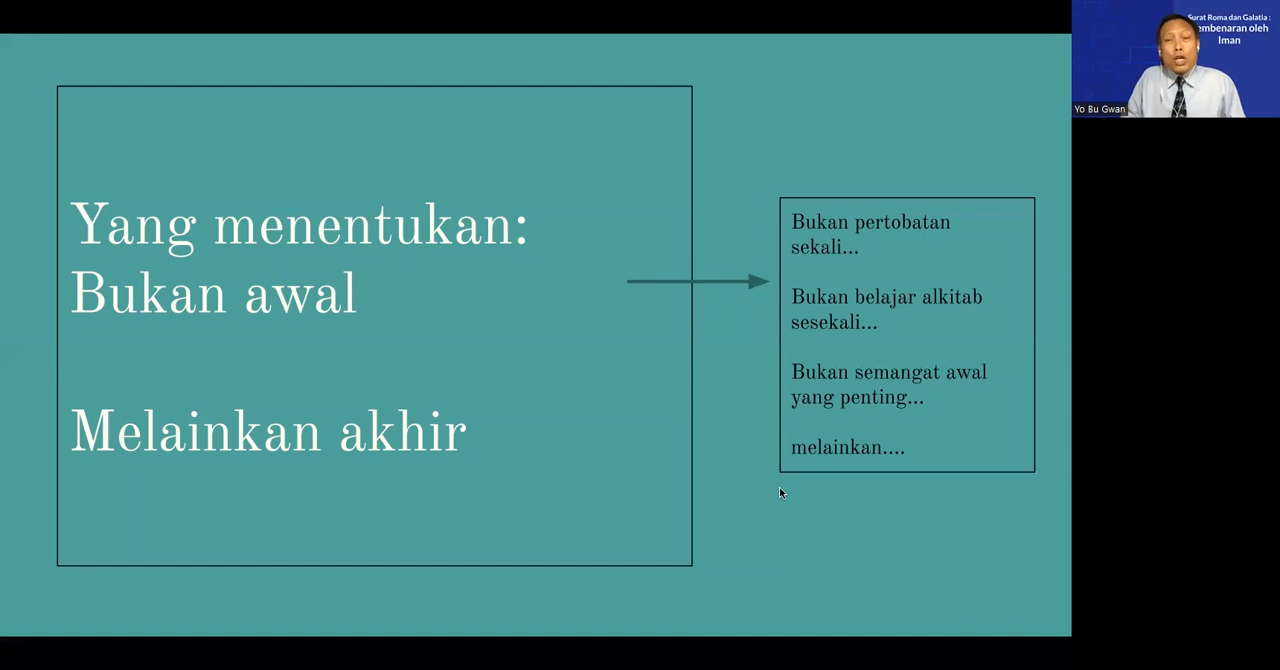 Yang menentukan:
Bukan awal
Melainkan akhir
Bukan pertobatan
sekali...
Bukan belajar alkitab
sesekali...
Bukan semangat awal
yang penting...
melainkan....
Surat Roma dan Galatia :
embenaran oleh
Iman
Yo Bu Gwan